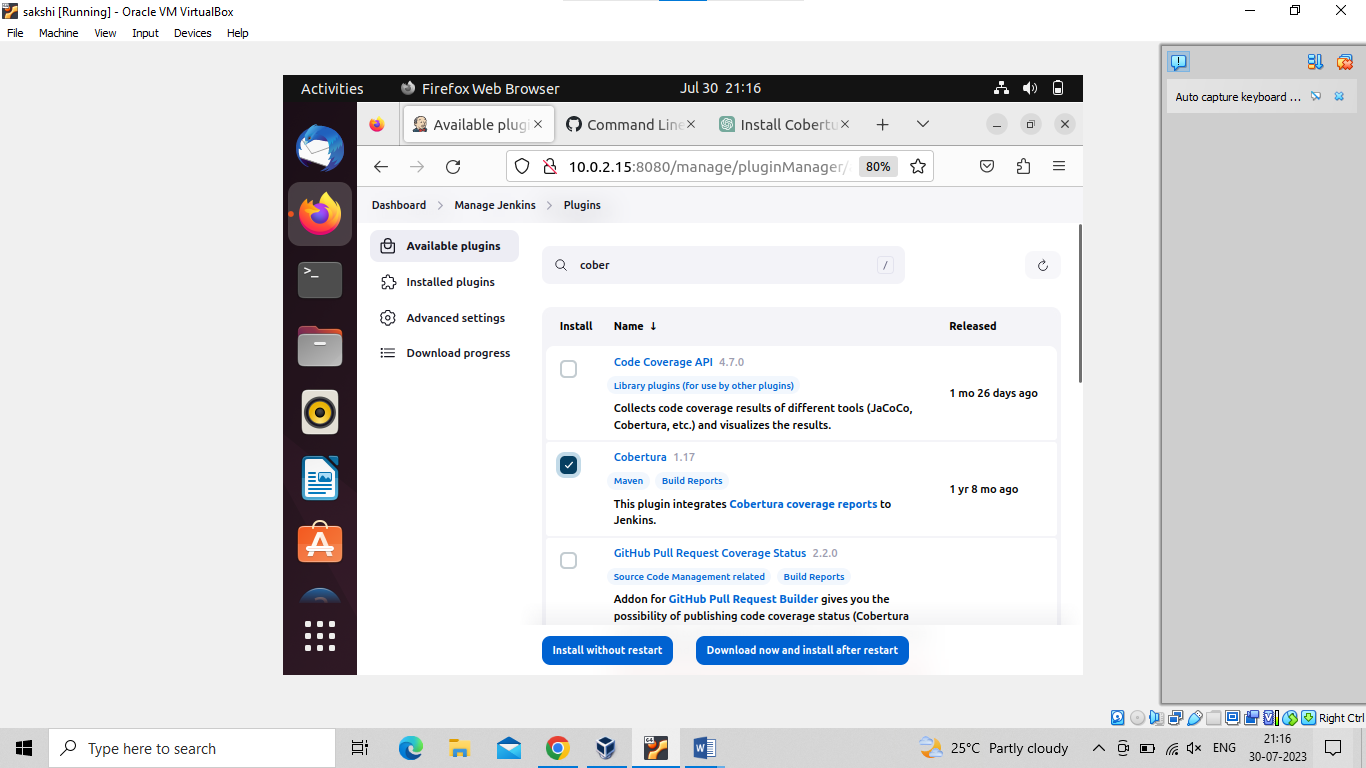 sakshi [Running] - Oracle VM VirtualBox
File Machine View Input Devices Help
Auto capture keyboard ...
Activities Firefox Web Browser Jul 30 21:16
Available plugi Command Line Install Cobertu
10.0.2.15:8080/manage/pluginManager/ 80%
Dashboard Manage Jenkins Plugins
Available plugins
Installed plugins
Advanced settings
Download progress
cober /
Install Name ↓ Released
Code Coverage API 4.7.0
Library plugins (for use by other plugins)
Collects code coverage results of different tools (JaCoCo,
Cobertura, etc.) and visualizes the results.
1 mo 26 days ago
Cobertura 1.17
Maven Build Reports
This plugin integrates Cobertura coverage reports to
Jenkins.
1 yr 8 mo ago
GitHub Pull Request Coverage Status 2.2.0
Source Code Management related Build Reports
Addon for GitHub Pull Request Builder gives you the
possibility of publishing code coverage status (Cobertura
Install without restart Download now and install after restart
Right Ctrl
Type here to search
25°C Partly cloudy
ENG
21:16
30-07-2023